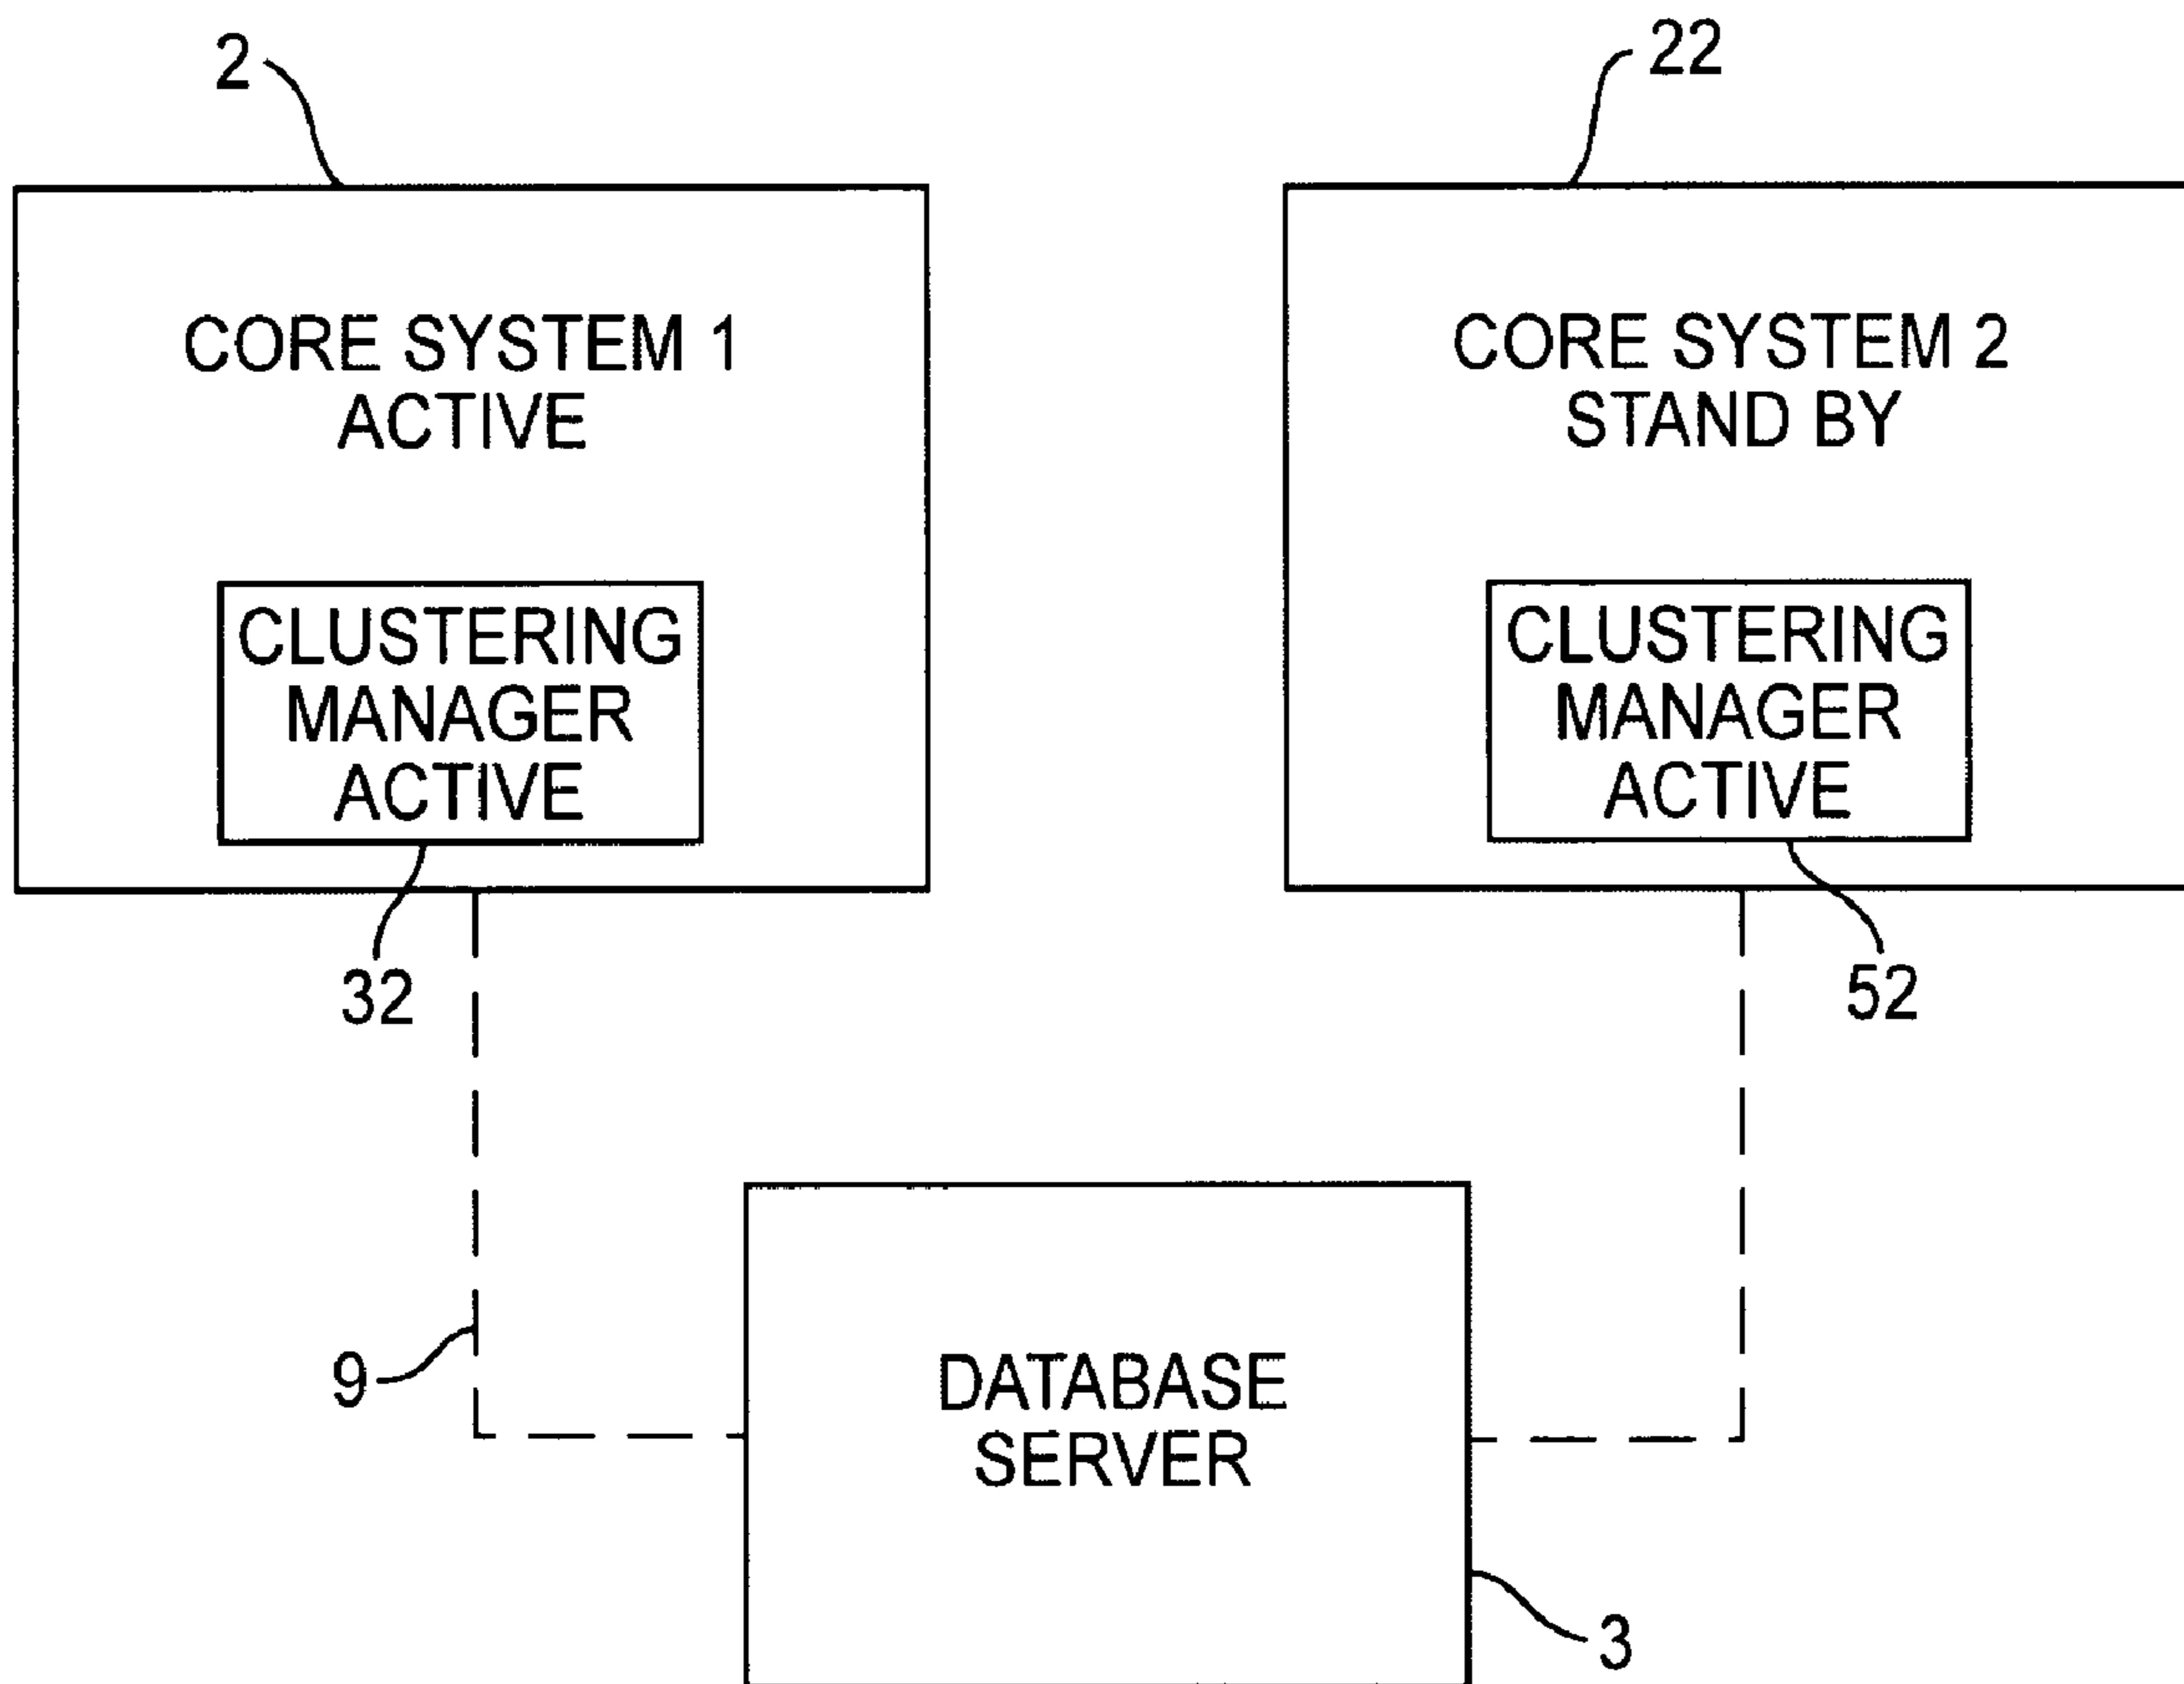 2
22
CORE SYSTEM 1
ACTIVE
CORE SYSTEM 2
STAND BY
CLUSTERING
MANAGER
ACTIVE
CLUSTERING
MANAGER
ACTIVE
32
52
9
DATABASE
SERVER
3